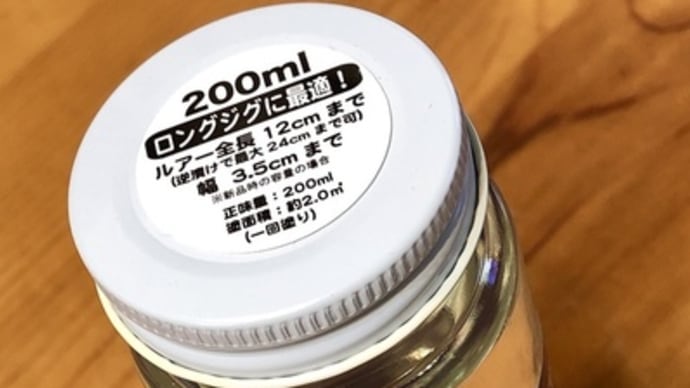 200ml
ロングジグに最適!
ルアー全長 12cm まで
(逆漬けで最大 24cm まで可)
幅 3.5cm まで
※新品時の容量の場合
正味量:200ml
塗面積:約2.0㎡
(一回塗り)